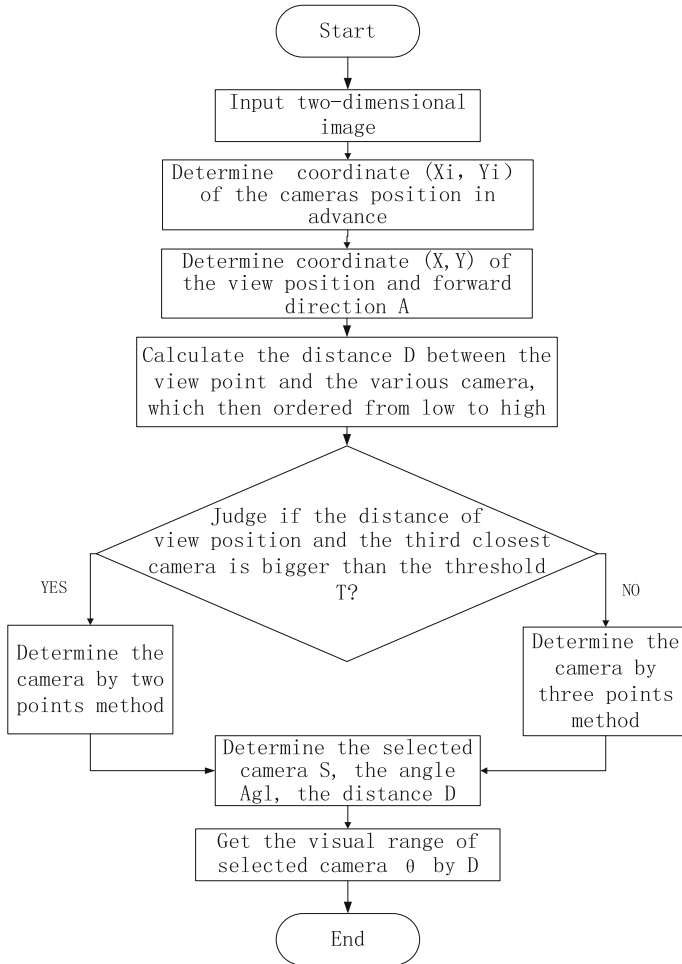 Start
Input two-dimensional
image
Determine coordinate (Xi, Yi)
of the cameras position in
advance
Determine coordinate (X,Y) of
the view position and forward
direction A
Calculate the distance D between the
view point and the various camera,
which then ordered from low to high
Judge if the distance of
view position and the third closest
camera is bigger than the threshold
T?
YES
NO
Determine the
camera by two
points method
Determine the
camera by
three points
method
Determine the selected
camera S, the angle
Agl, the distance D
Get the visual range of
selected camera θ by D
End